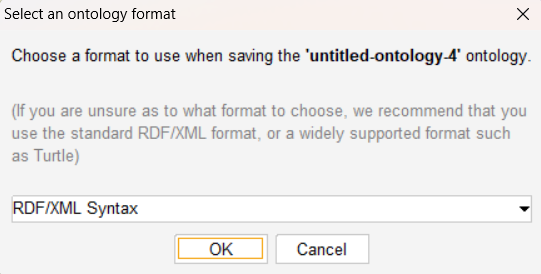 Select an ontology format
Choose a format to use when saving the 'untitled-ontology-4' ontology.
(If you are unsure as to what format to choose, we recommend that you
use the standard RDF/XML format, or a widely supported format such
as Turtle)
RDF/XML Syntax
OK Cancel